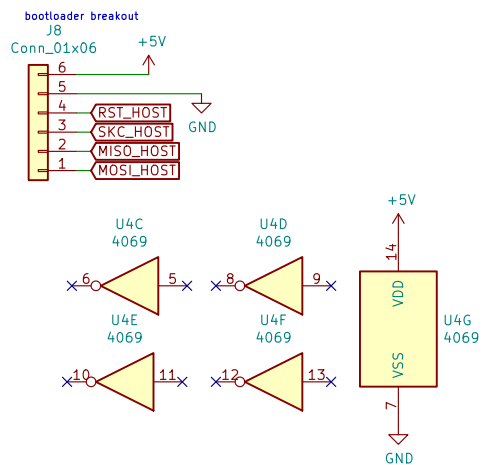 bootloader breakout
J8
Conn_01x06
+5V
6
5
GND
4 RST_HOST
3 SKC_HOST
2 MISO_HOST
1 MOSI_HOST
+5V
U4C
4069
6 5
U4D
4069
8 9
14
VDD
U4E
4069
10 11
U4F
4069
12 13
U4G
4069
VSS
7
GND